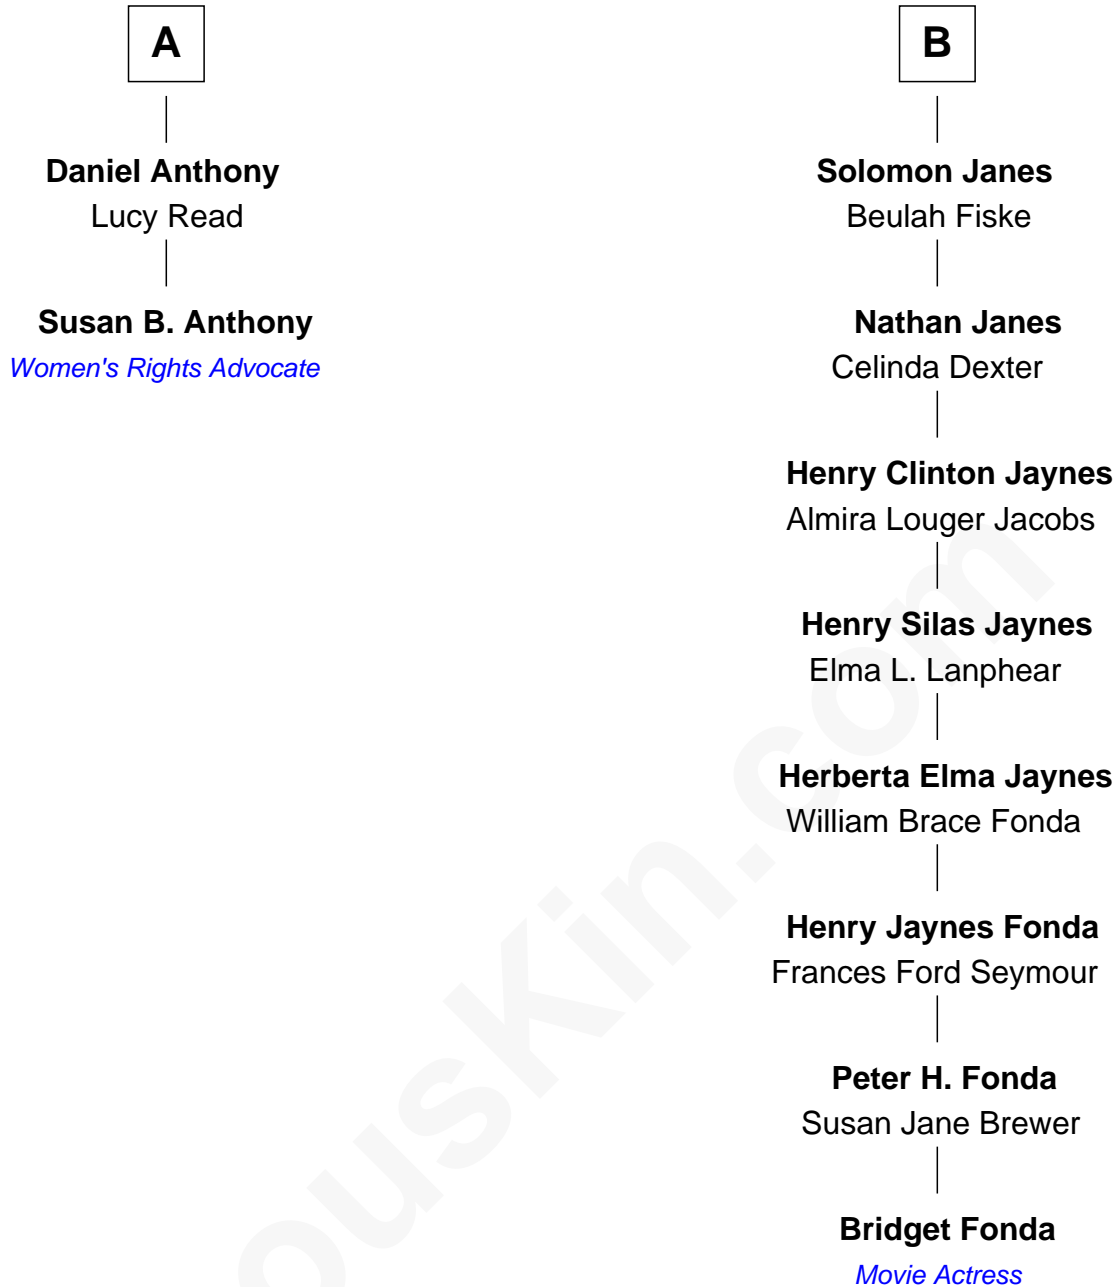 A
Daniel Anthony
Lucy Read
Susan B. Anthony
Women's Rights Advocate
B
Solomon Janes
Beulah Fiske
Nathan Janes
Celinda Dexter
Henry Clinton Jaynes
Almira Louger Jacobs
Henry Silas Jaynes
Elma L. Lanphear
Herberta Elma Jaynes
William Brace Fonda
Henry Jaynes Fonda
Frances Ford Seymour
Peter H. Fonda
Susan Jane Brewer
Bridget Fonda
Movie Actress
ousKin.com